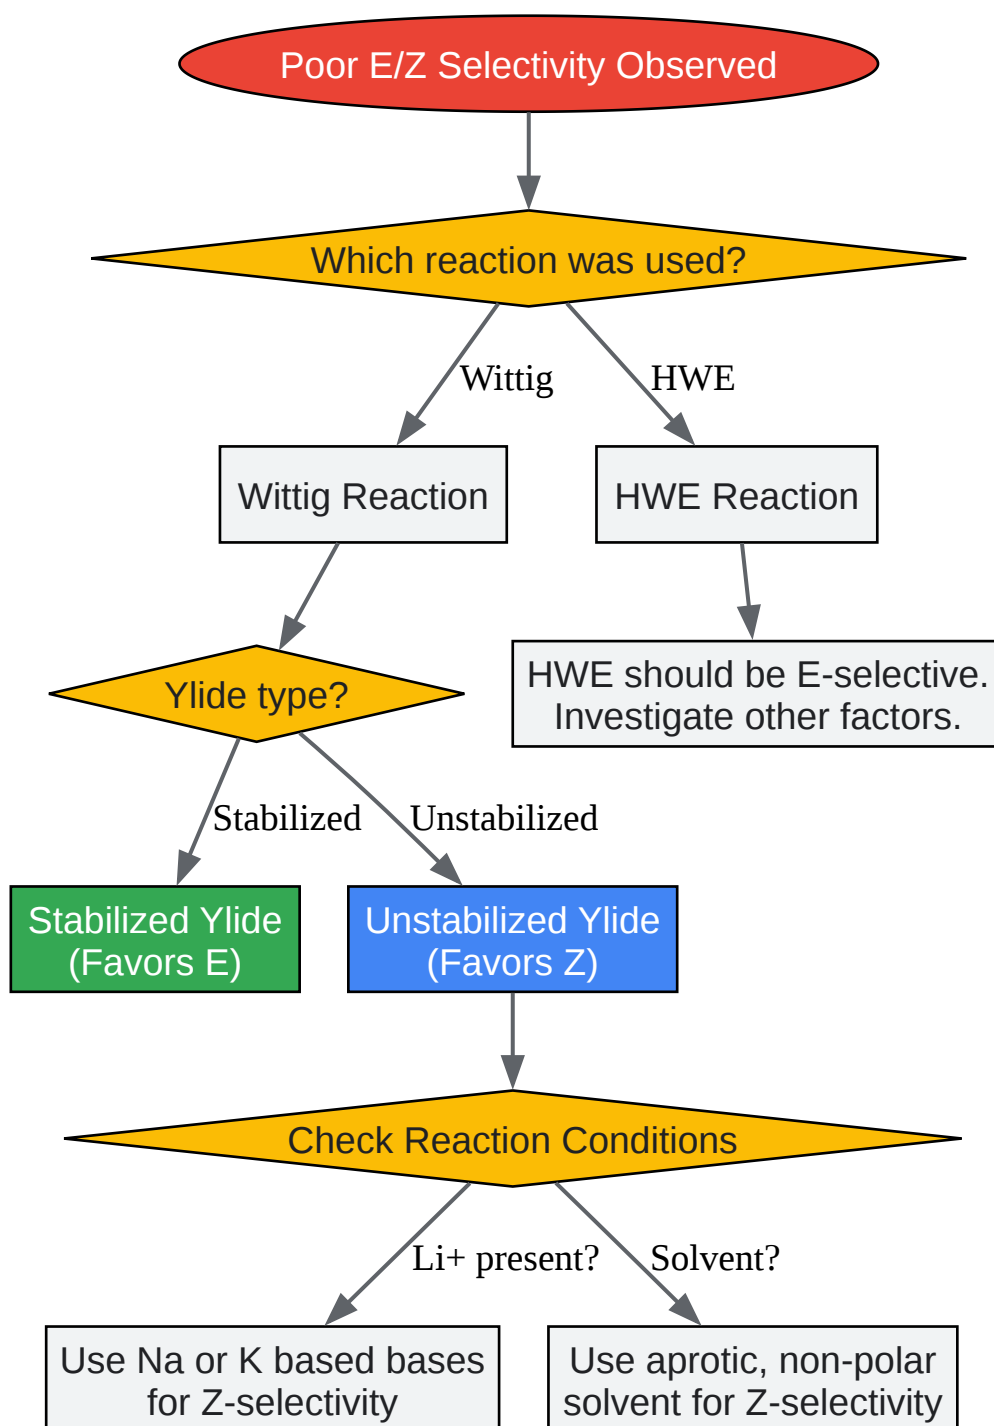 Poor E/Z Selectivity Observed
Which reaction was used?
Wittig
HWE
Wittig Reaction
HWE Reaction
HWE should be E-selective.
Investigate other factors.
Ylide type?
Stabilized
Unstabilized
Stabilized Ylide
(Favors E)
Unstabilized Ylide
(Favors Z)
Check Reaction Conditions
Li+ present?
Solvent?
Use Na or K based bases
for Z-selectivity
Use aprotic, non-polar
solvent for Z-selectivity